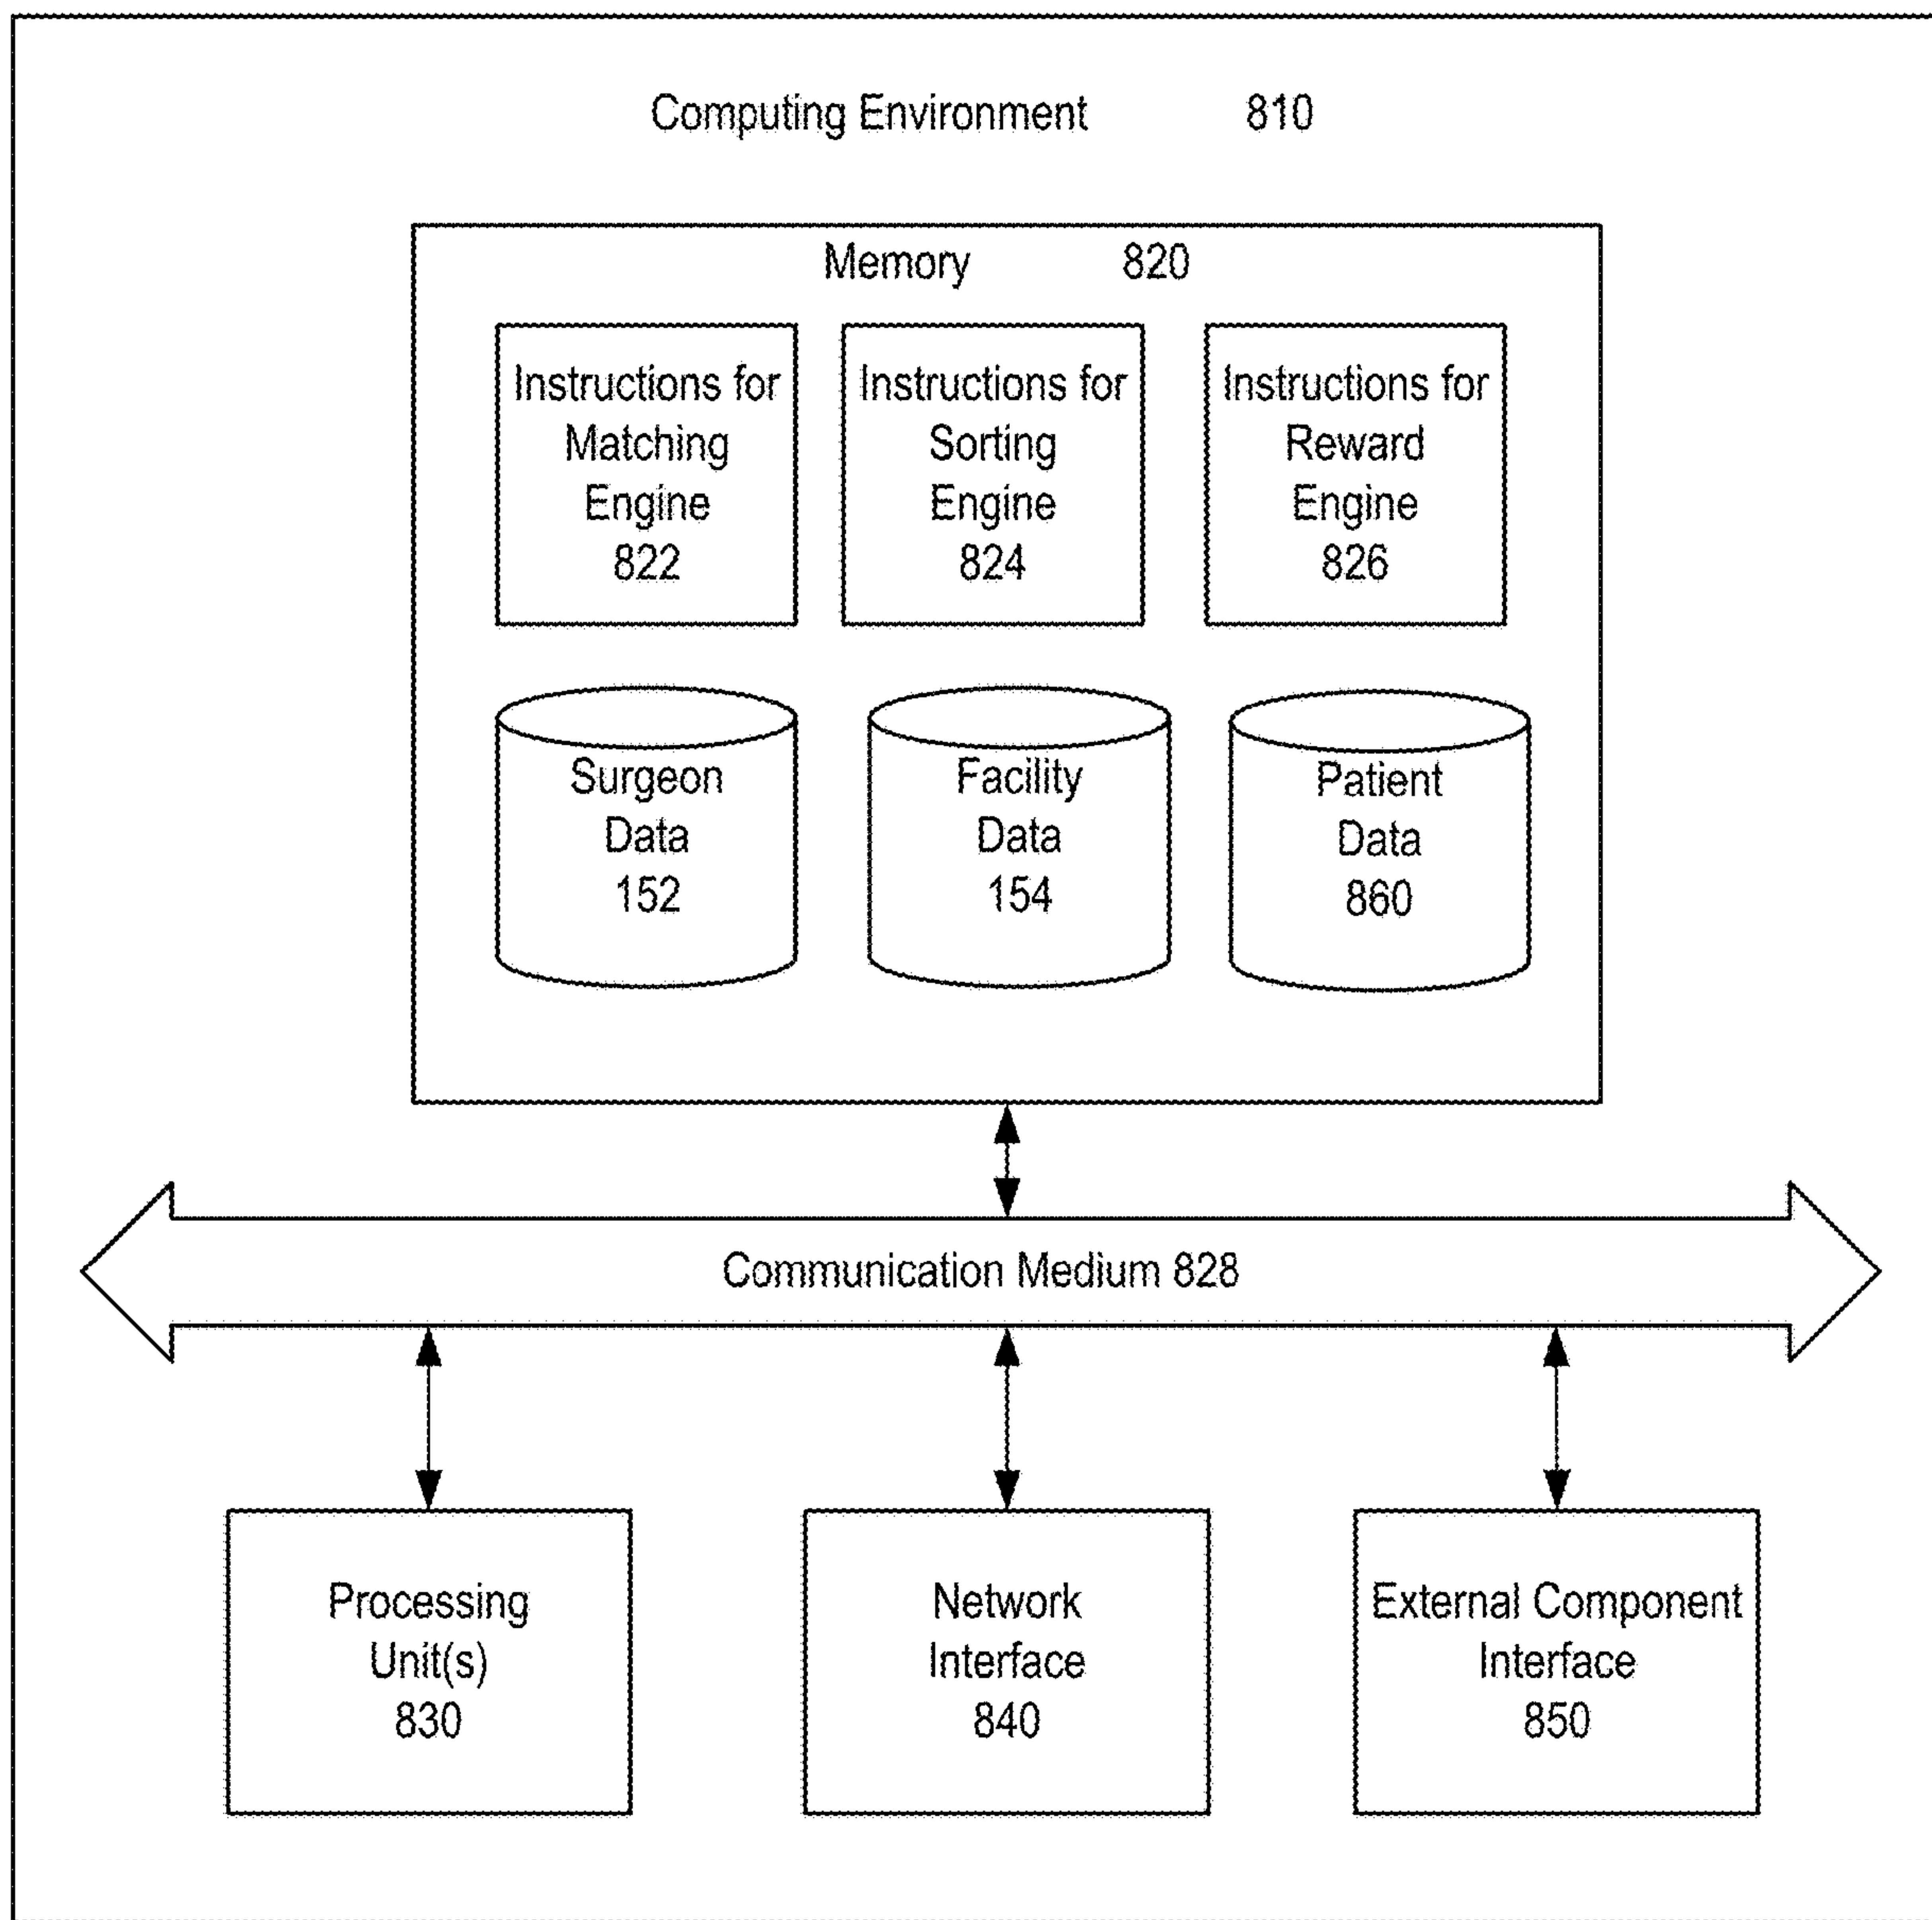 Computing Environment 810
Memory 820
Instructions for
Matching
Engine
822
Instructions for
Sorting
Engine
824
Instructions for
Reward
Engine
826
Surgeon
Data
152
Facility
Data
154
Patient
Data
860
Communication Medium 828
Processing
Unit(s)
830
Network
Interface
840
External Component
Interface
850